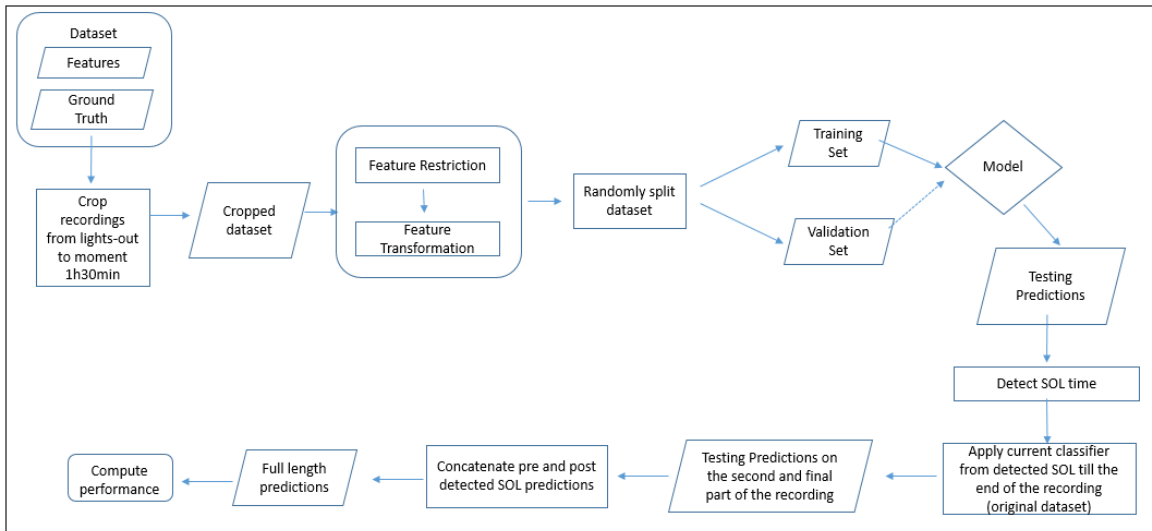 Dataset
Features
Ground
Truth
Crop
recordings
from lights-out
to moment
1h30min
Cropped
dataset
Feature Restriction
Feature
Transformation
Randomly split
dataset
Training
Set
Validation
Set
Model
Testing
Predictions
Detect SOL time
Apply current classifier
from detected SOL till the
end of the recording
(original dataset)
Testing Predictions on
the second and final
part of the recording
Concatenate pre and post
detected SOL predictions
Full length
predictions
Compute
performance